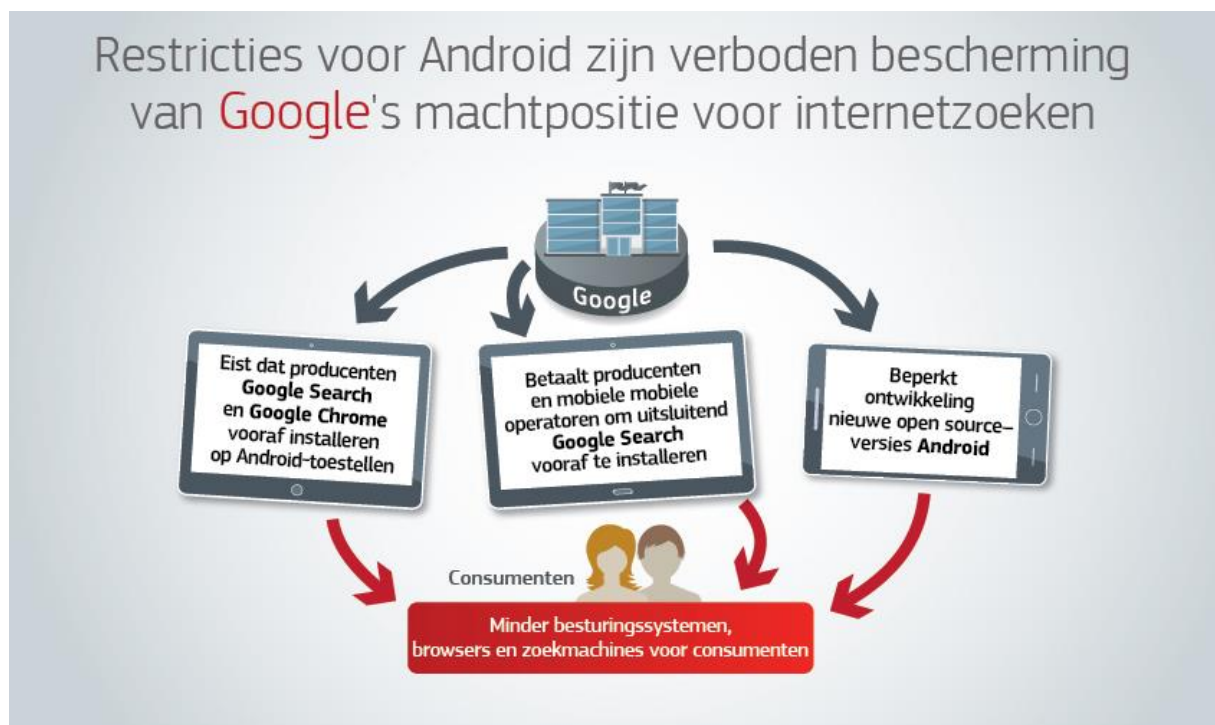 Restricties voor Android zijn verboden bescherming
van Google's machtpositie voor internetzoeken
Google
Eist dat producenten
Google Search
en Google Chrome
vooraf installeren
op Android-toestellen
Betaalt producenten
en mobiele mobiele
operatoren om uitsluitend
Google Search
vooraf te installeren
Beperkt
ontwikkeling
nieuwe open source–
versies Android
Consumenten
Minder besturingssystemen,
browsers en zoekmachines voor consumenten